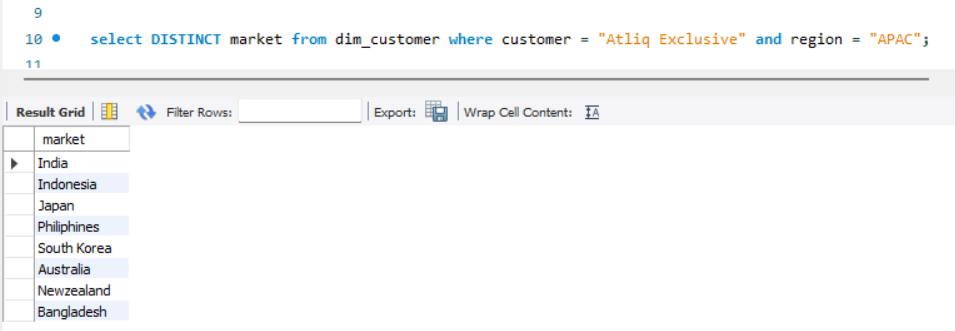 9
10 select DISTINCT market from dim_customer where customer = "Atliq Exclusive" and region = "APAC";
11
Result Grid Filter Rows: Export: Wrap Cell Content: IA
market
India
Indonesia
Japan
Philiphines
South Korea
Australia
Newzealand
Bangladesh